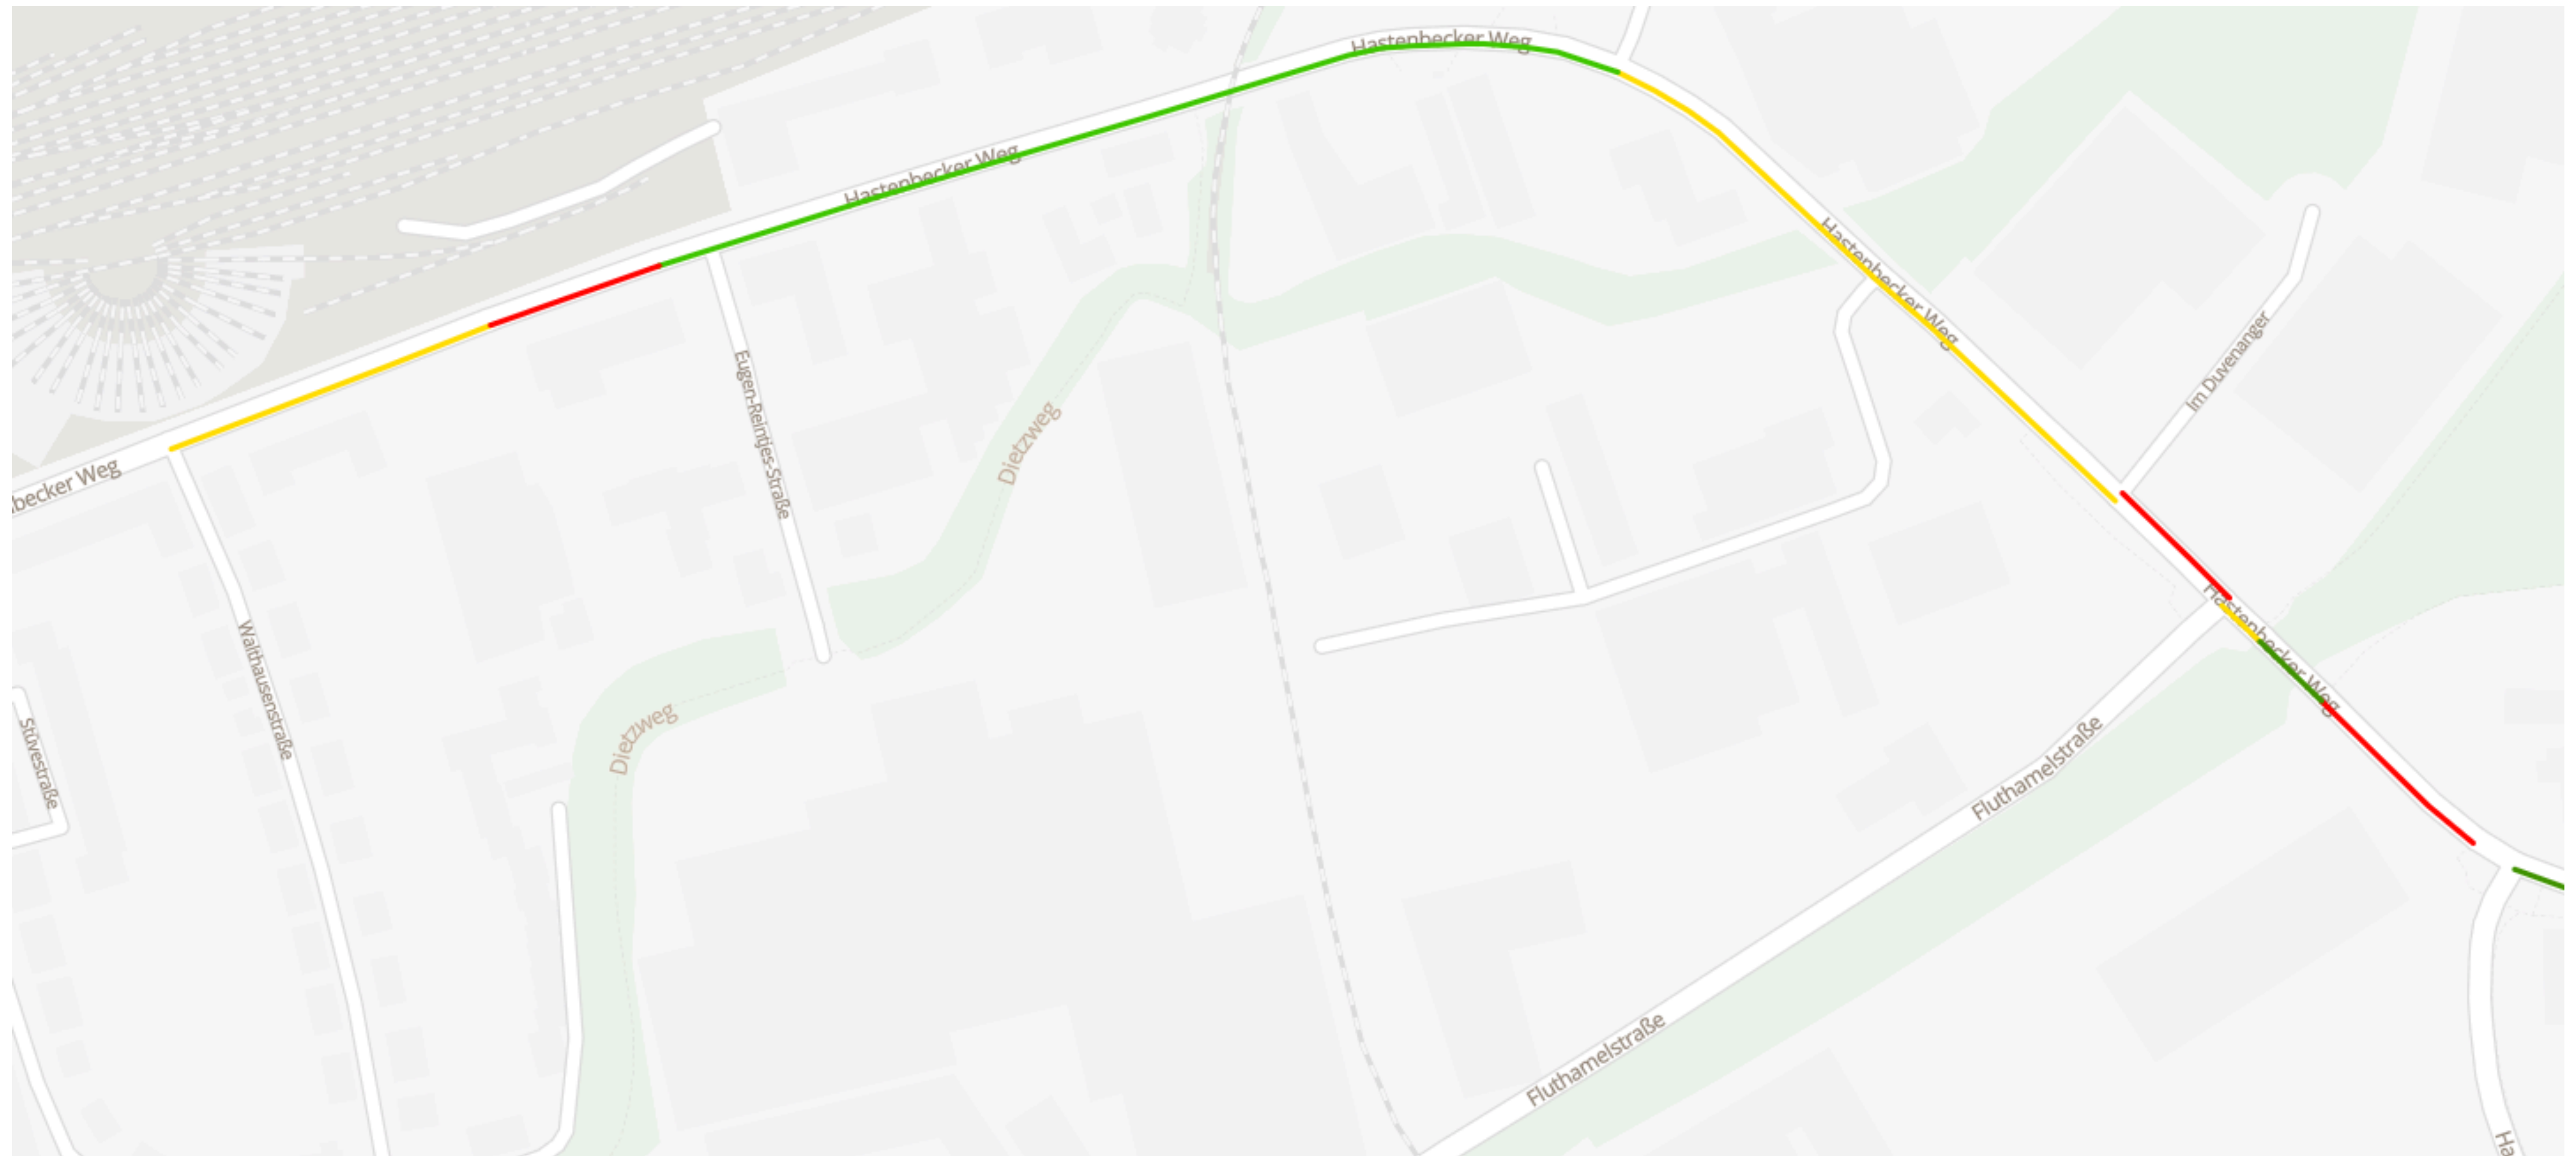 Hastenbecker Weg
Hastenbecker Weg
Hastenbecker Weg
Im Duvenanger
Eugen-Reintjes-Straße
Dietzweg
becker Weg
Hastenbecker Weg
Walthausenstraße
Dietzweg
Stüvestraße
Fluthamelstraße
Fluthamelstraße
Ha